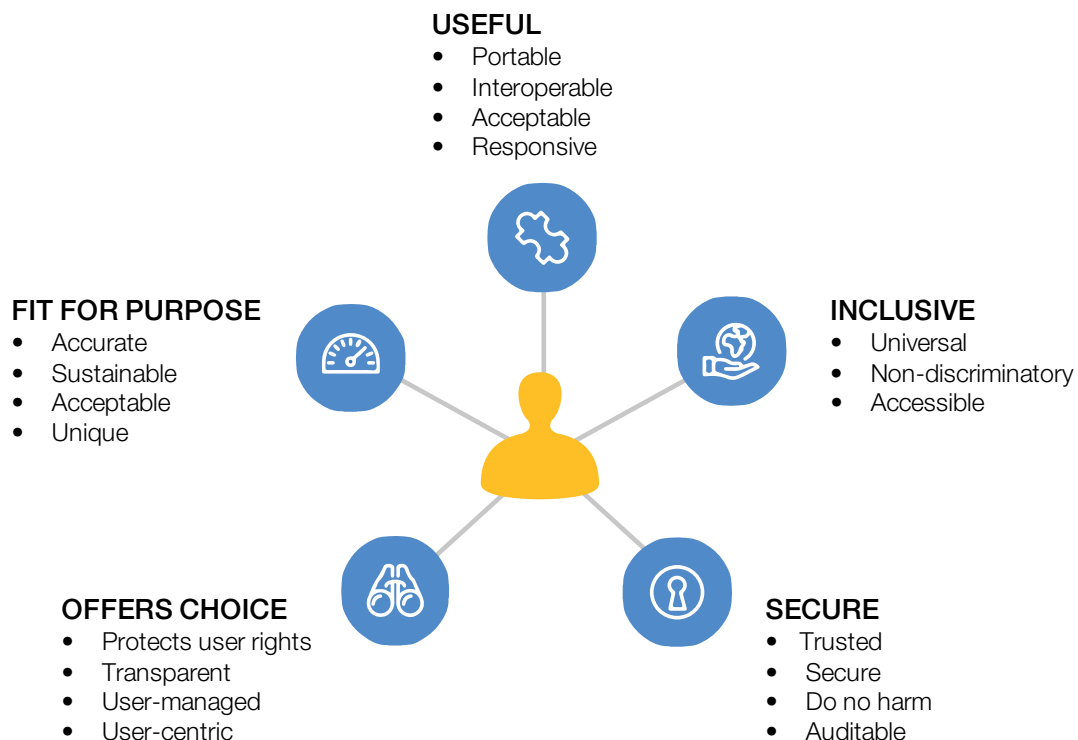 USEFUL
• Portable
• Interoperable
• Acceptable
• Responsive
FIT FOR PURPOSE
• Accurate
• Sustainable
• Acceptable
• Unique
INCLUSIVE
• Universal
• Non-discriminatory
• Accessible
OFFERS CHOICE
• Protects user rights
• Transparent
• User-managed
• User-centric
SECURE
• Trusted
• Secure
• Do no harm
• Auditable